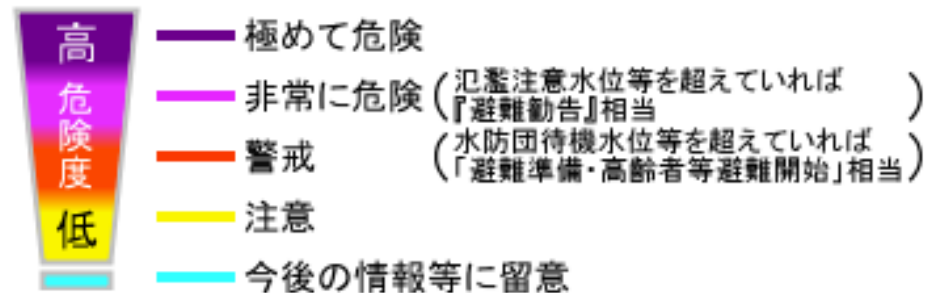 高
危険度
低
極めて危険
非常に危険(氾濫注意水位等を超えていれば
『避難勧告』相当)
警戒(水防団待機水位等を超えていれば
「避難準備・高齢者等避難開始」相当)
注意
今後の情報等に留意